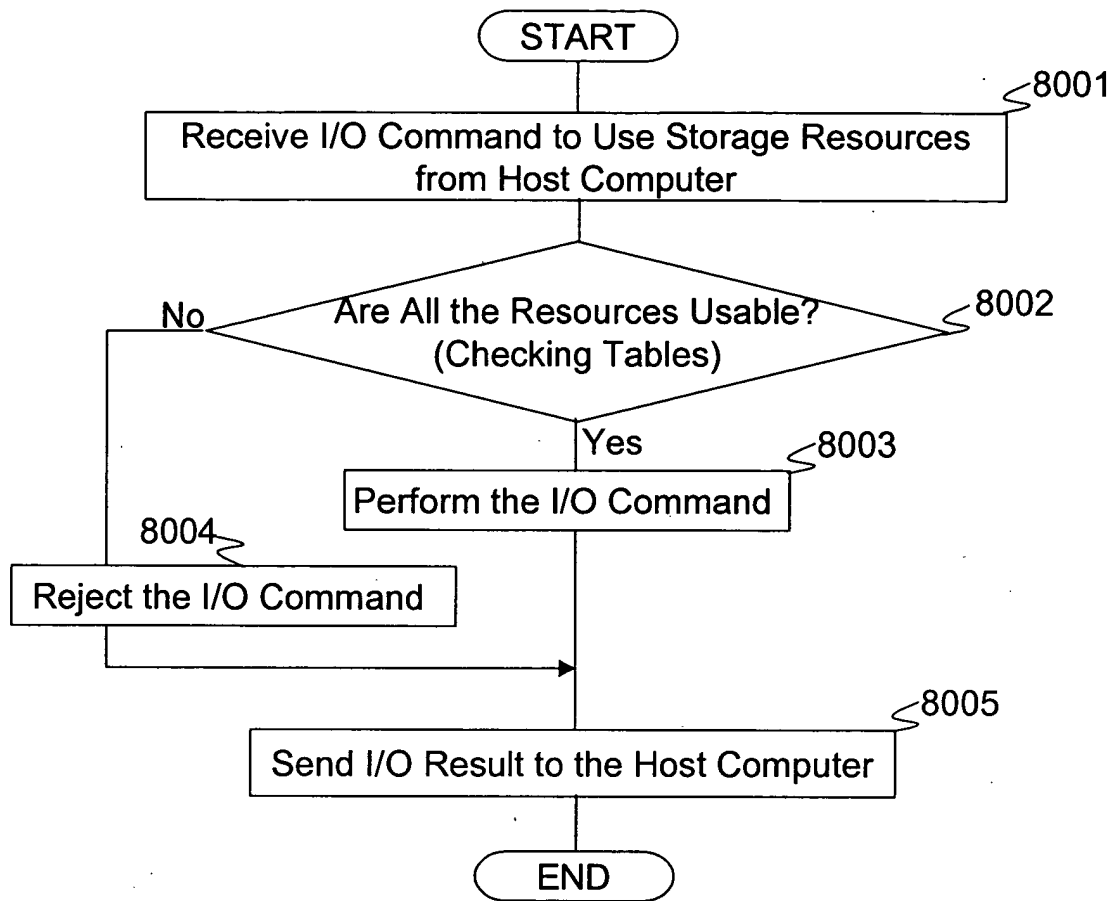 START
8001
Receive I/O Command to Use Storage Resources
from Host Computer
No
Are All the Resources Usable?
(Checking Tables)
8002
Yes
8003
Perform the I/O Command
8004
Reject the I/O Command
8005
Send I/O Result to the Host Computer
END